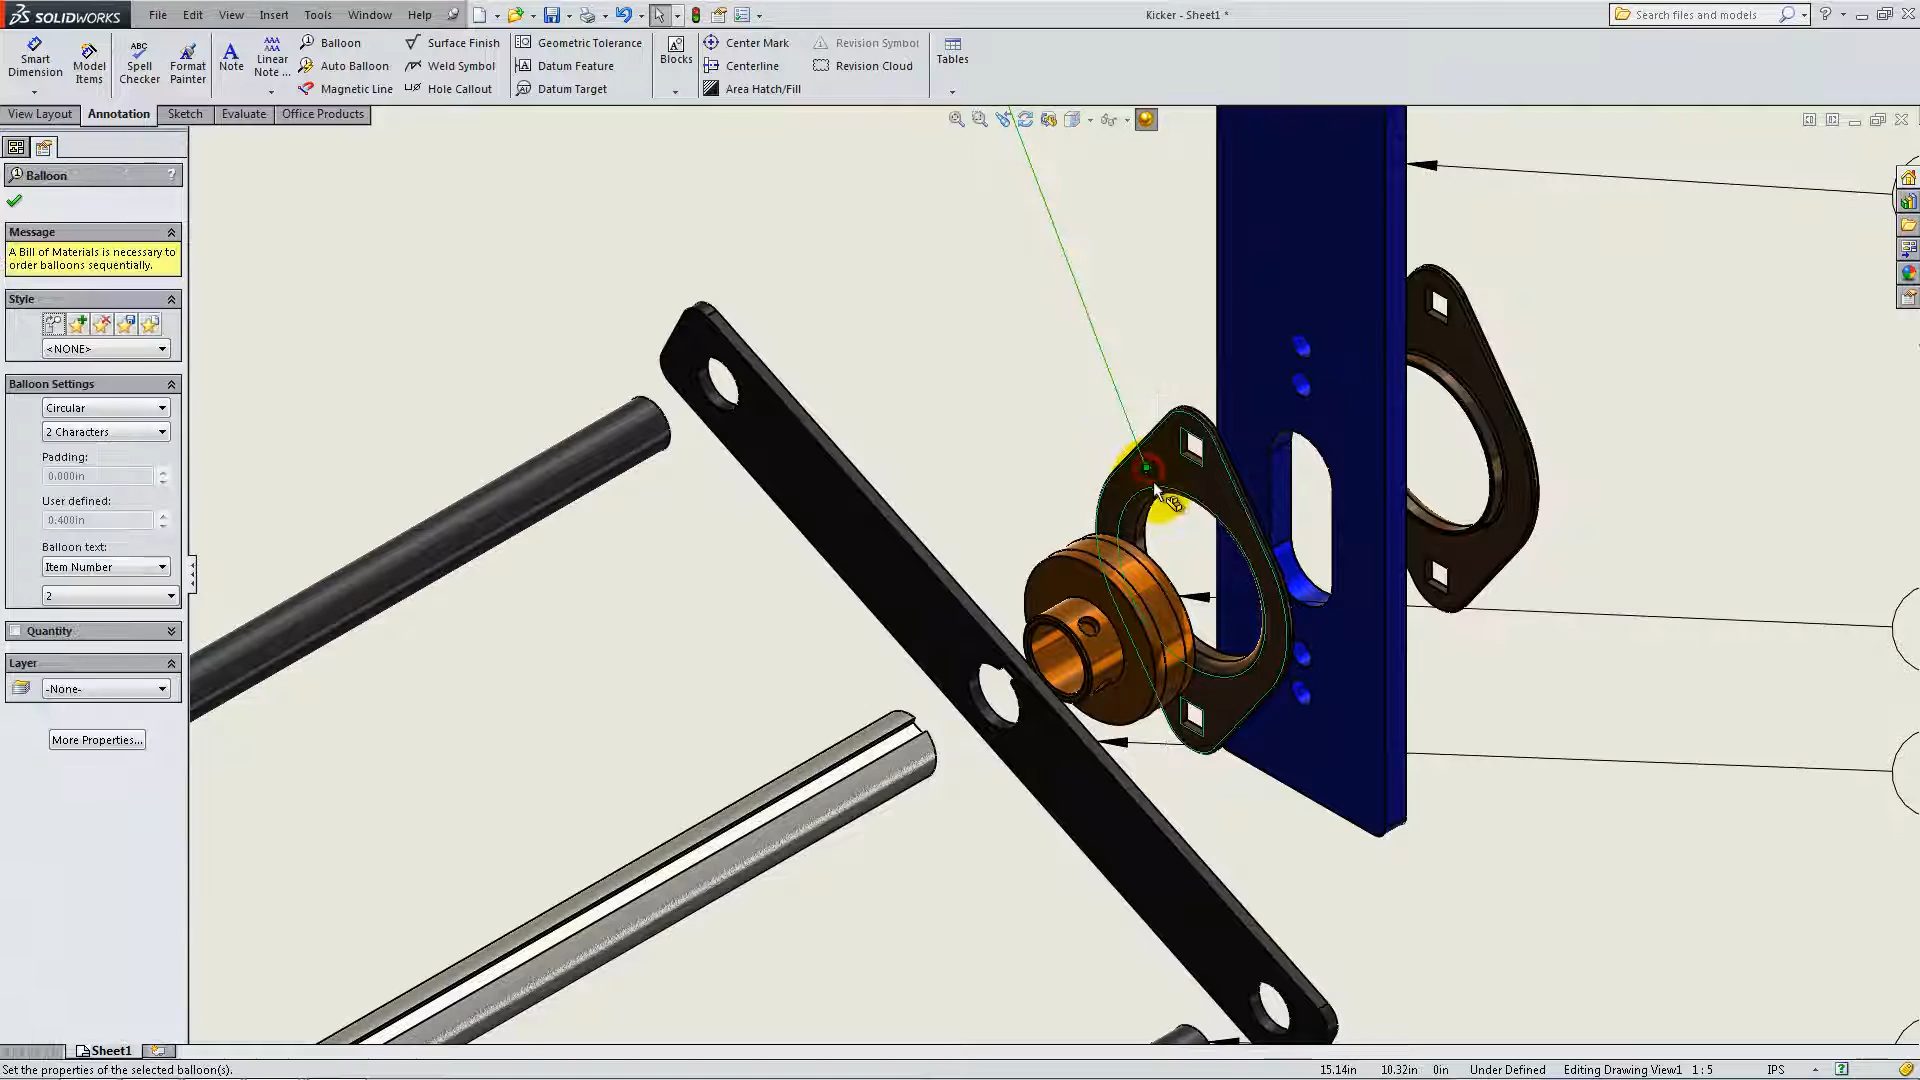 SOLIDWORKS File Edit View Insert Tools Window Help Kicker - Sheet1 * Search files and models
Smart Dimension
Model Items
ABC Spell Checker
Format Painter
Note
Linear Note ...
Balloon
Auto Balloon
Magnetic Line
Surface Finish
Weld Symbol
Hole Callout
Geometric Tolerance
Datum Feature
Datum Target
Blocks
Center Mark
Centerline
Area Hatch/Fill
Revision Symbol
Revision Cloud
Tables
View Layout Annotation Sketch Evaluate Office Products
Balloon ?
Message
A Bill of Materials is necessary to
order balloons sequentially.
Style
<NONE>
Balloon Settings
Circular
2 Characters
Padding:
0.000in
User defined:
0.400in
Balloon text:
Item Number
2
Quantity
Layer
-None-
More Properties...
Sheet1
Set the properties of the selected balloon(s). 15.14in 10.32in 0in Under Defined Editing Drawing View1 1 : 5 IPS